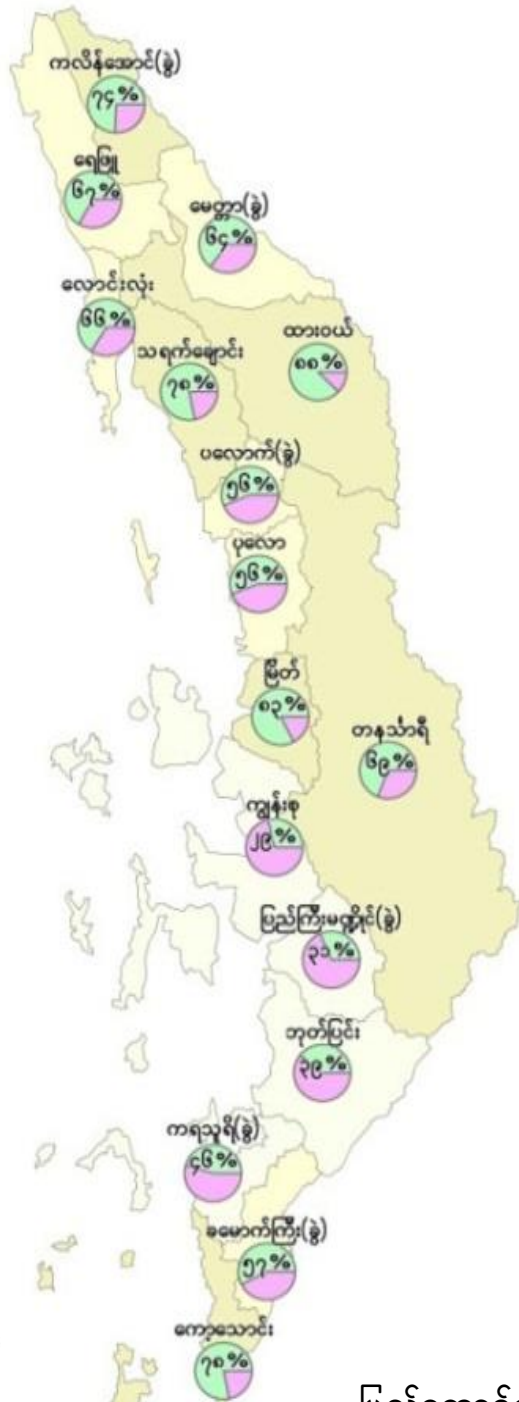 ကလိန်အောင်(ခွဲ)
၇၄%
ရေဖြူ
၆၇%
မေတ္တာ(ခွဲ)
၆၄%
လောင်းလုံး
၆၆%
သရက်ချောင်း
၇၈%
ထားဝယ်
၈၈%
ပလောက်(ခွဲ)
၅၆%
ပုလော
၅၆%
မြိတ်
၈၃%
တနင်္သာရီ
၆၉%
ကျွန်းစု
၂၉%
ပြည်ကြီးမဏ္ဍိုင်(ခွဲ)
၃၁%
ဘုတ်ပြင်း
၃၉%
ကရသူရိ(ခွဲ)
၄၆%
ခမောက်ကြီး(ခွဲ)
၅၇%
ကော့သောင်း
၇၈%